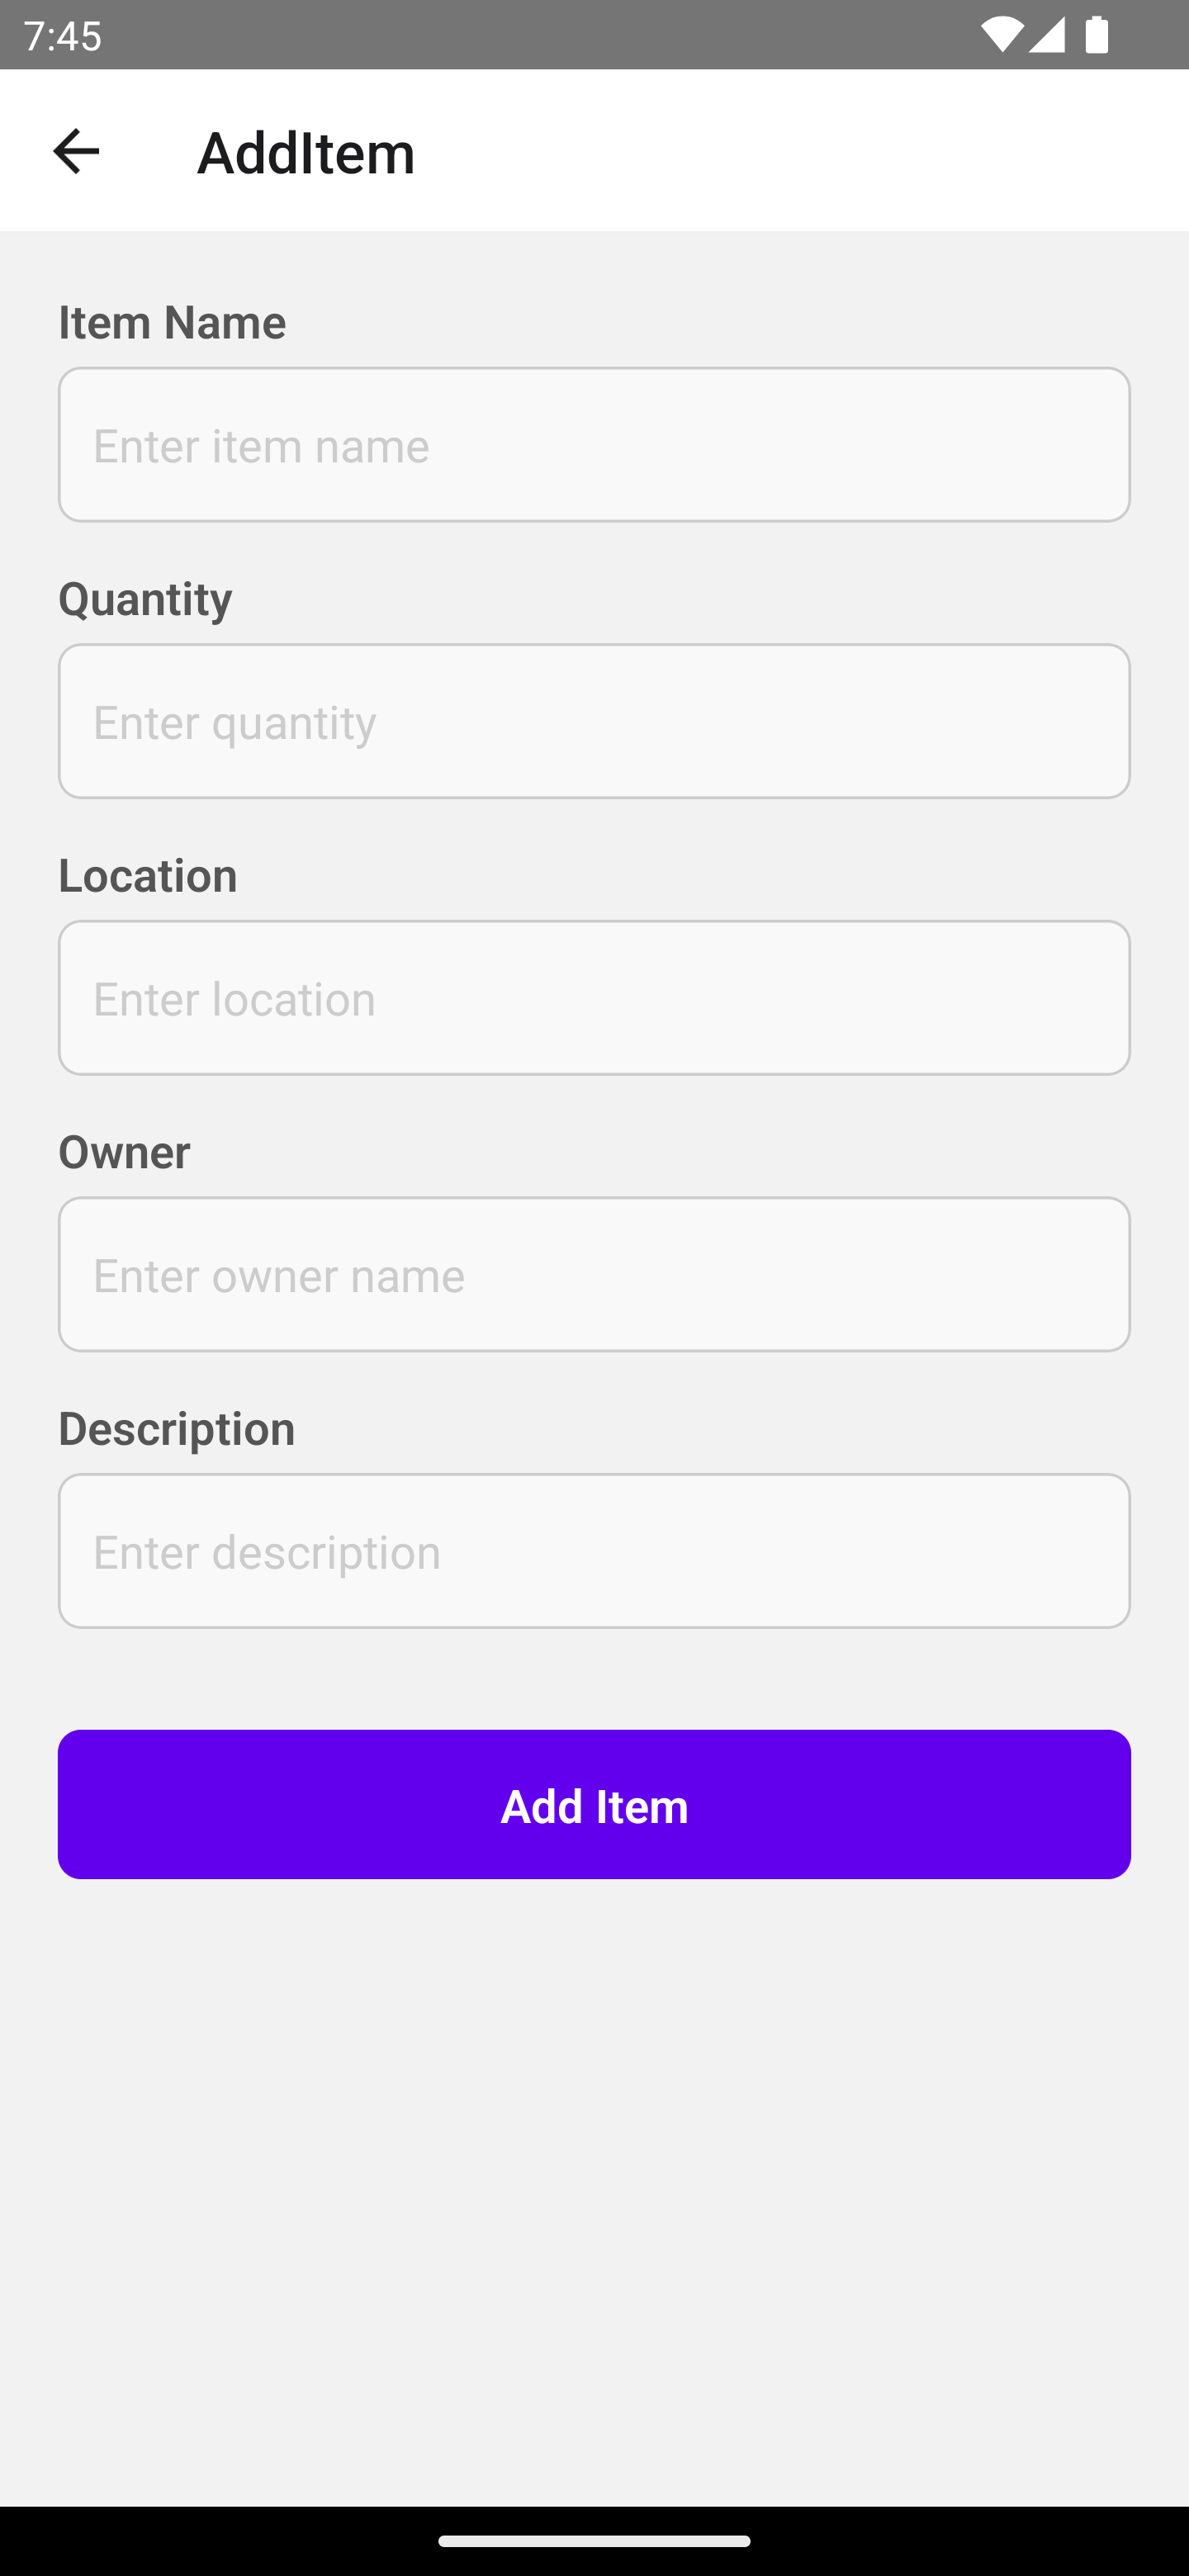 7:45
AddItem
Item Name
Enter item name
Quantity
Enter quantity
Location
Enter location
Owner
Enter owner name
Description
Enter description
Add Item